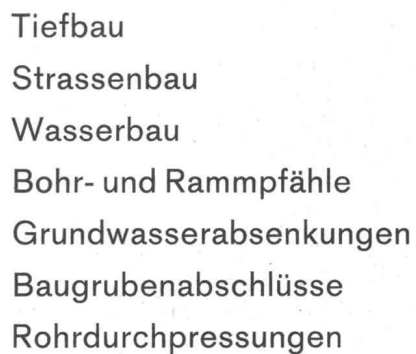 Tiefbau
Strassenbau
Wasserbau
Bohr- und Rammpfähle
Grundwasserabsenkungen
Baugrubenabschlüsse
Rohrdurchpressungen